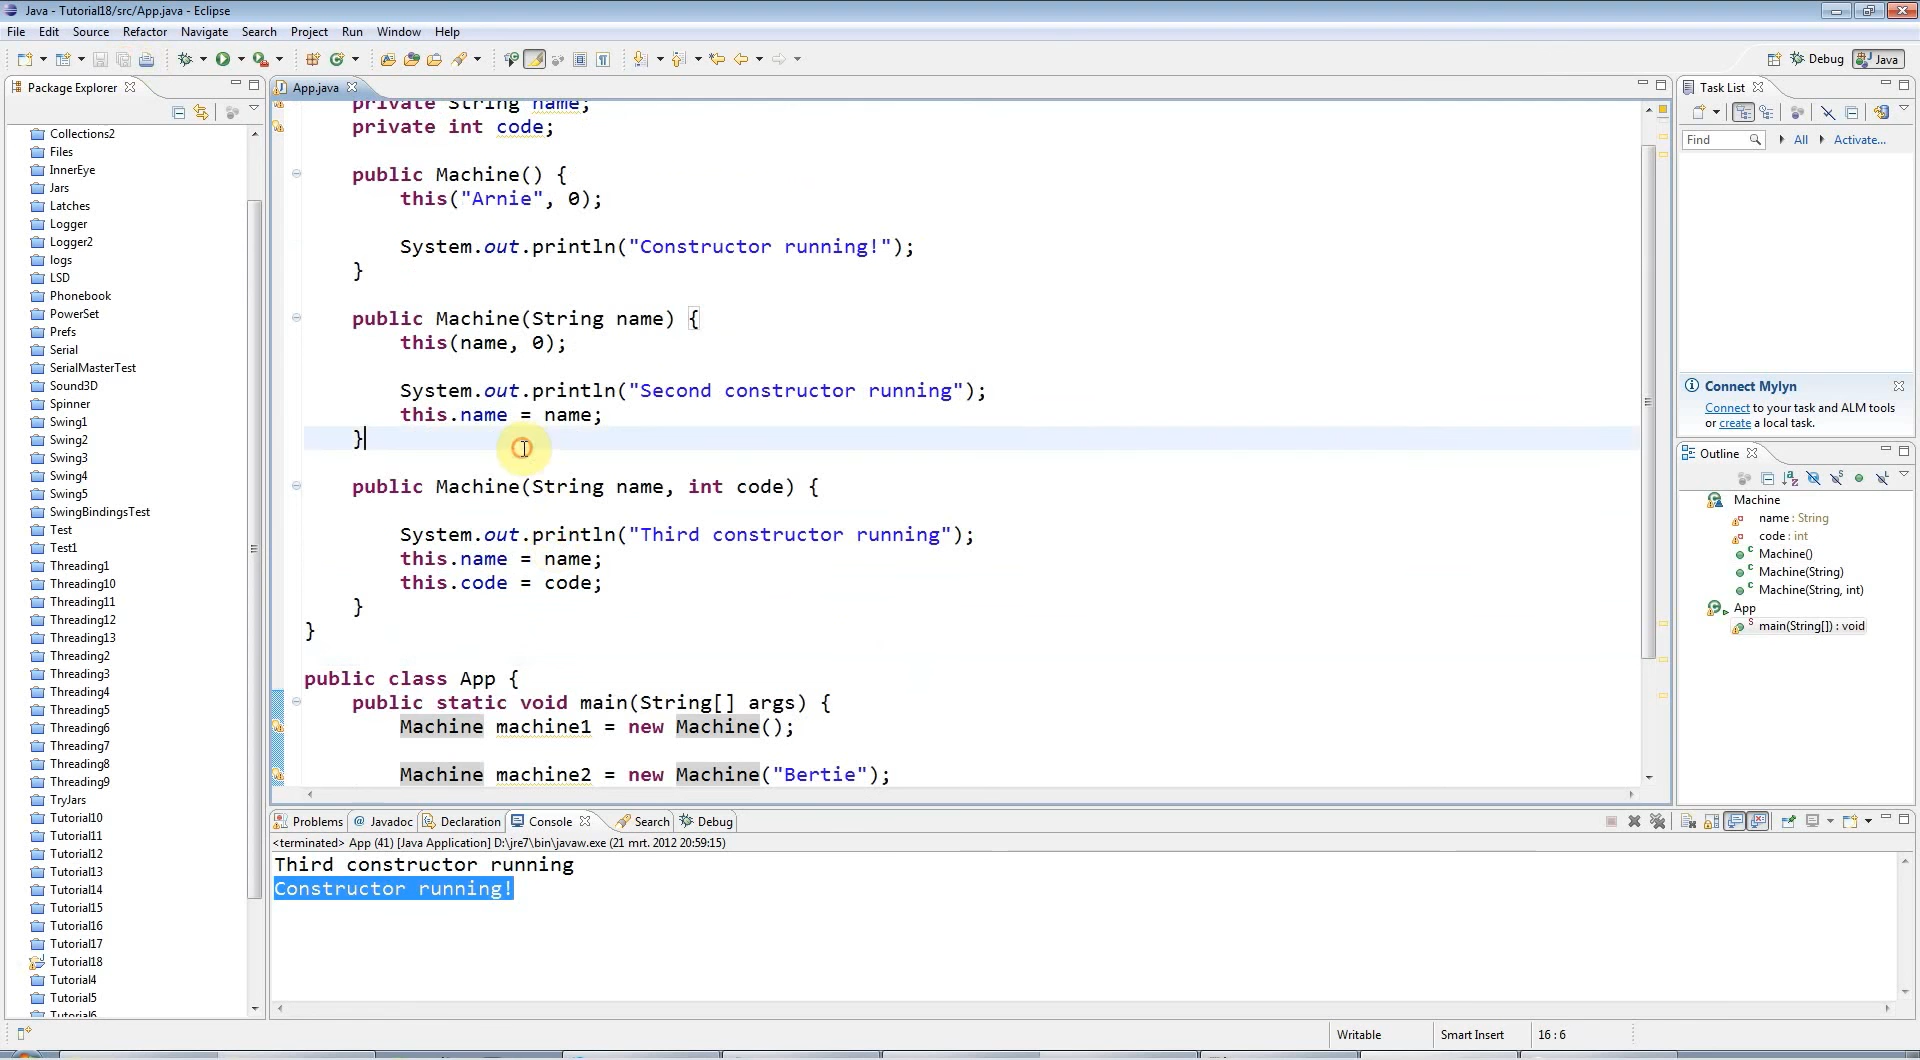 Java - Tutorial18/src/App.java - Eclipse
File Edit Source Refactor Navigate Search Project Run Window Help
Debug Java
Package Explorer
Collections2
Files
InnerEye
Jars
Latches
Logger
Logger2
logs
LSD
Phonebook
PowerSet
Prefs
Serial
SerialMasterTest
Sound3D
Spinner
Swing1
Swing2
Swing3
Swing4
Swing5
SwingBindingsTest
Test
Test1
Threading1
Threading10
Threading11
Threading12
Threading13
Threading2
Threading3
Threading4
Threading5
Threading6
Threading7
Threading8
Threading9
TryJars
Tutorial10
Tutorial11
Tutorial12
Tutorial13
Tutorial14
Tutorial15
Tutorial16
Tutorial17
Tutorial18
Tutorial4
Tutorial5
Tutorial6
App.java
private String name;
private int code;
public Machine() {
this("Arnie", 0);
System.out.println("Constructor running!");
}
public Machine(String name) {
this(name, 0);
System.out.println("Second constructor running");
this.name = name;
}
public Machine(String name, int code) {
System.out.println("Third constructor running");
this.name = name;
this.code = code;
}
}
public class App {
public static void main(String[] args) {
Machine machine1 = new Machine();
Machine machine2 = new Machine("Bertie");
Task List
Find All Activate...
Connect Mylyn
Connect to your task and ALM tools
or create a local task.
Outline
Machine
name : String
code : int
Machine()
Machine(String)
Machine(String, int)
App
main(String[]) : void
Problems @ Javadoc Declaration Console Search Debug
<terminated> App (41) [Java Application] D:\jre7\bin\javaw.exe (21 mrt. 2012 20:59:15)
Third constructor running
Constructor running!
Writable Smart Insert 16 : 6